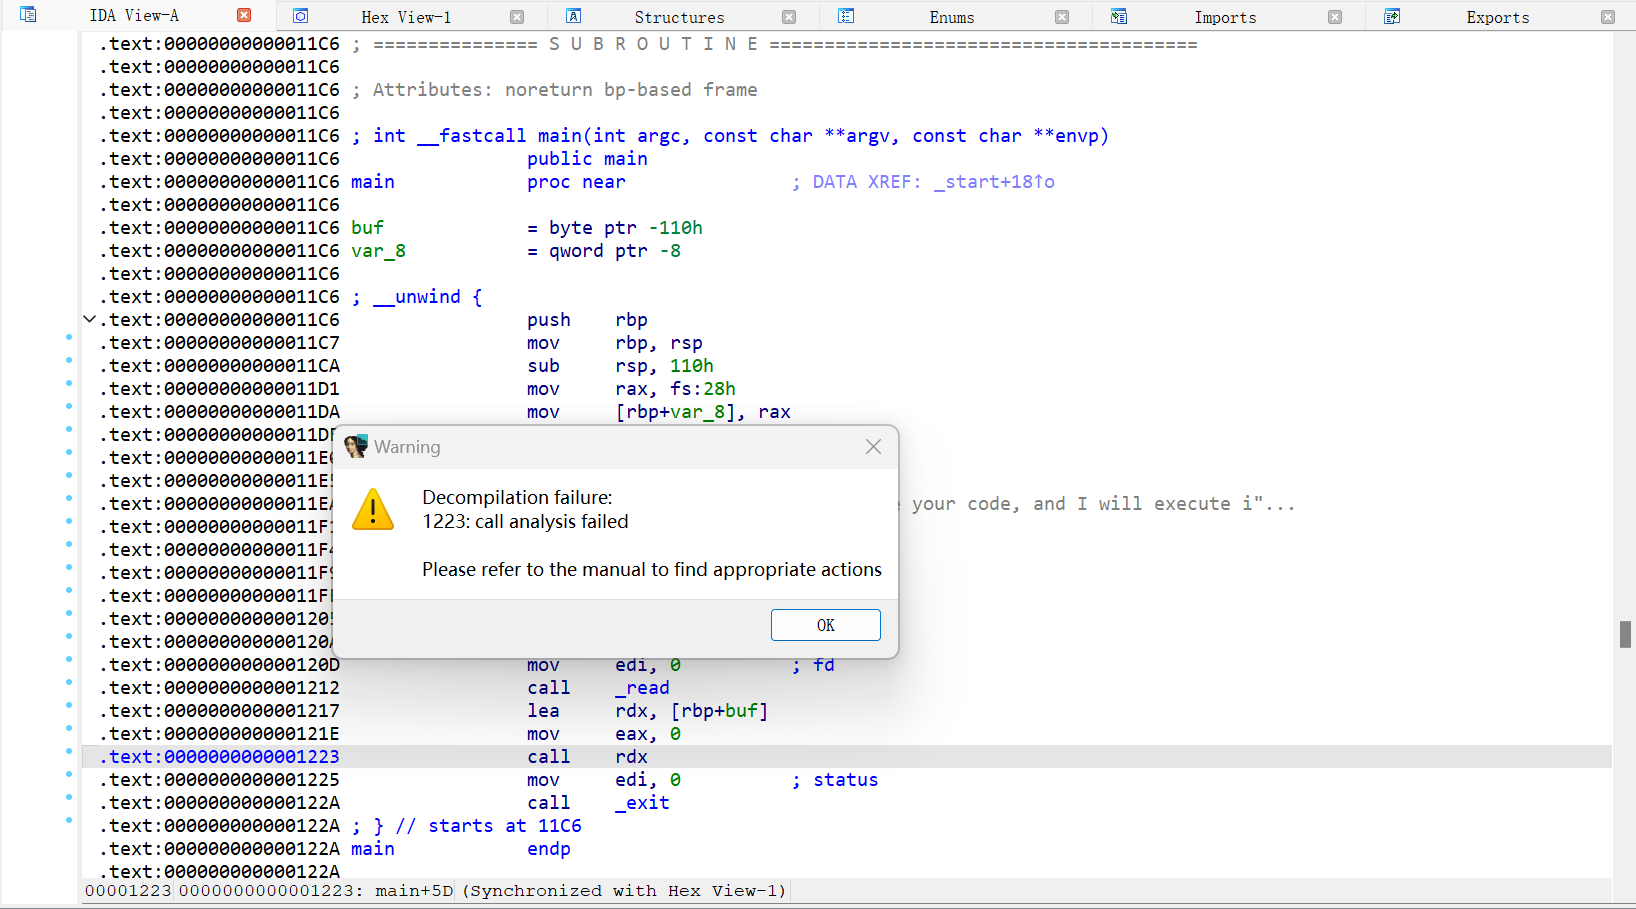 IDA View-A Hex View-1 Structures Enums Imports Exports
.text:00000000000011C6 ; =============== S U B R O U T I N E =======================================
.text:00000000000011C6
.text:00000000000011C6 ; Attributes: noreturn bp-based frame
.text:00000000000011C6
.text:00000000000011C6 ; int __fastcall main(int argc, const char **argv, const char **envp)
.text:00000000000011C6 public main
.text:00000000000011C6 main proc near ; DATA XREF: _start+18↑o
.text:00000000000011C6
.text:00000000000011C6 buf = byte ptr -110h
.text:00000000000011C6 var_8 = qword ptr -8
.text:00000000000011C6
.text:00000000000011C6 ; __unwind {
.text:00000000000011C6 push rbp
.text:00000000000011C7 mov rbp, rsp
.text:00000000000011CA sub rsp, 110h
.text:00000000000011D1 mov rax, fs:28h
.text:00000000000011DA mov [rbp+var_8], rax
.text:00000000000011D
.text:00000000000011E
.text:00000000000011E
.text:00000000000011E your code, and I will execute i"...
.text:00000000000011F
.text:00000000000011F
.text:00000000000011F
.text:00000000000011F
.text:000000000000120
.text:000000000000120
Warning
Decompilation failure:
1223: call analysis failed
Please refer to the manual to find appropriate actions
OK
.text:000000000000120D mov edi, 0 ; fd
.text:0000000000001212 call _read
.text:0000000000001217 lea rdx, [rbp+buf]
.text:000000000000121E mov eax, 0
.text:0000000000001223 call rdx
.text:0000000000001225 mov edi, 0 ; status
.text:000000000000122A call _exit
.text:000000000000122A ; } // starts at 11C6
.text:000000000000122A main endp
.text:000000000000122A
00001223 0000000000001223: main+5D (Synchronized with Hex View-1)